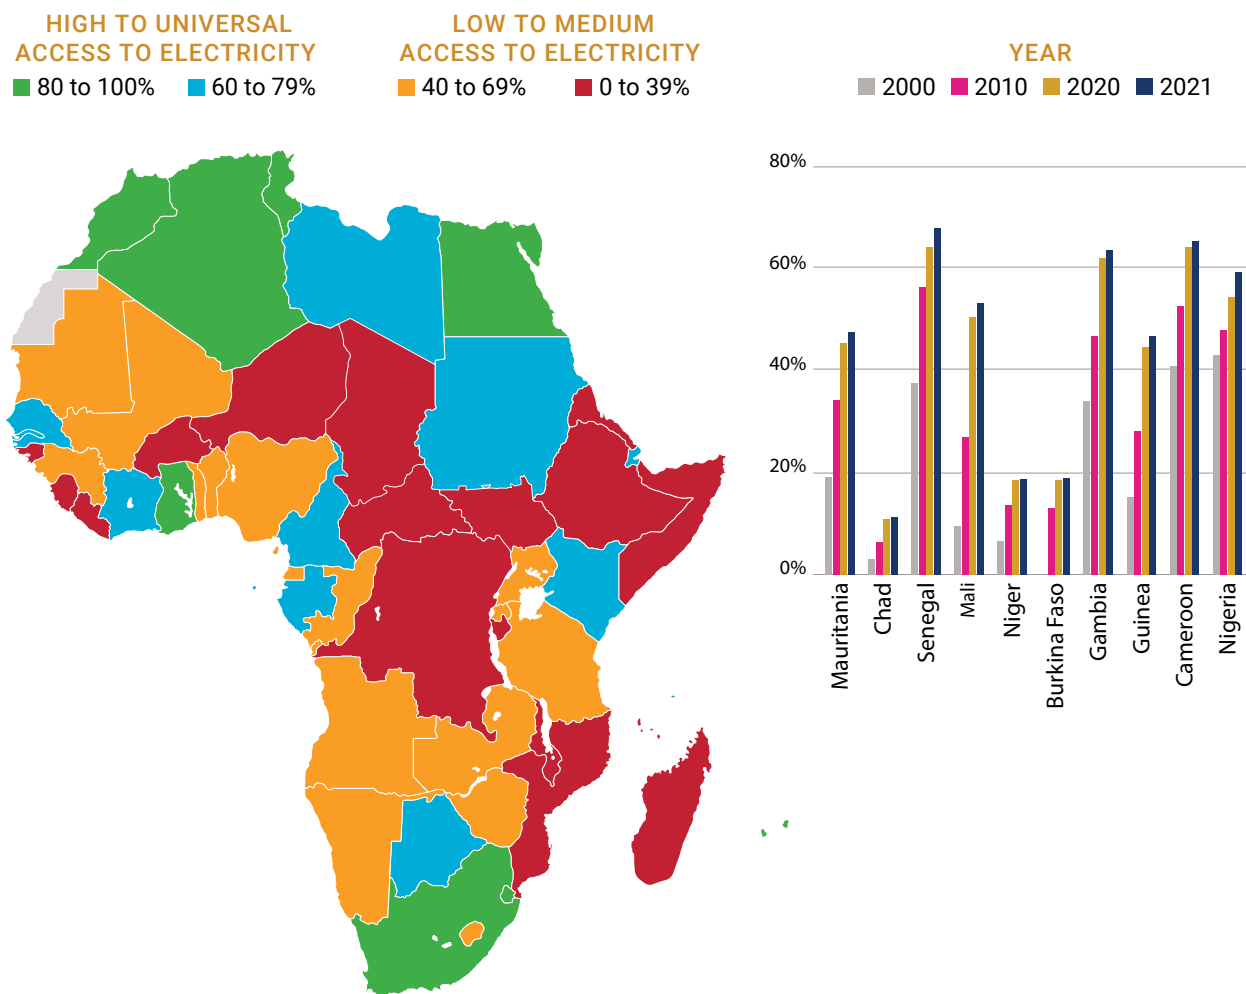 HIGH TO UNIVERSAL
ACCESS TO ELECTRICITY
80 to 100%
60 to 79%
LOW TO MEDIUM
ACCESS TO ELECTRICITY
40 to 69%
0 to 39%
YEAR
2000
2010
2020
2021
80%
60%
40%
20%
0%
Mauritania
Chad
Senegal
Mali
Niger
Burkina Faso
Gambia
Guinea
Cameroon
Nigeria